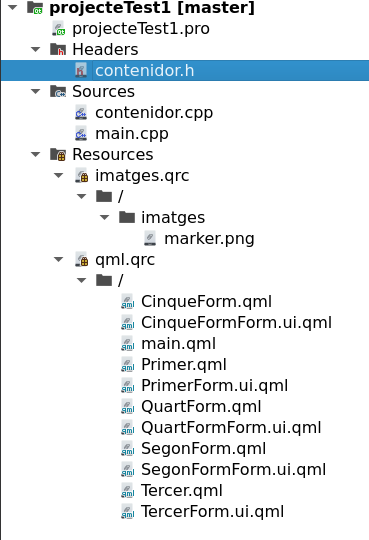 projecteTest1 [master]
projecteTest1.pro
Headers
contenidor.h
Sources
contenidor.cpp
main.cpp
Resources
imatges.qrc
/
imatges
marker.png
qml.qrc
/
CinqueForm.qml
CinqueFormForm.ui.qml
main.qml
Primer.qml
PrimerForm.ui.qml
QuartForm.qml
QuartFormForm.ui.qml
SegonForm.qml
SegonFormForm.ui.qml
Tercer.qml
TercerForm.ui.qml